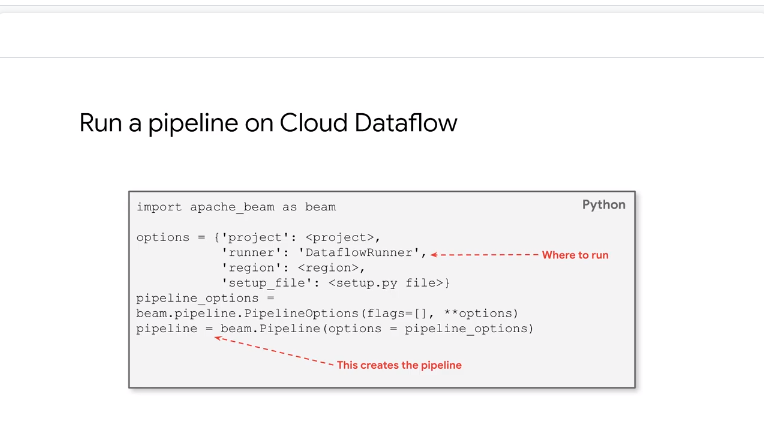 Run a pipeline on Cloud Dataflow
Python
import apache_beam as beam
options = {'project': <project>,
'runner': 'DataflowRunner',
Where to run
'region': <region>,
'setup_file': <setup.py file>}
pipeline_options =
beam.pipeline.PipelineOptions(flags=[], **options)
pipeline = beam.Pipeline(options = pipeline_options)
This creates the pipeline